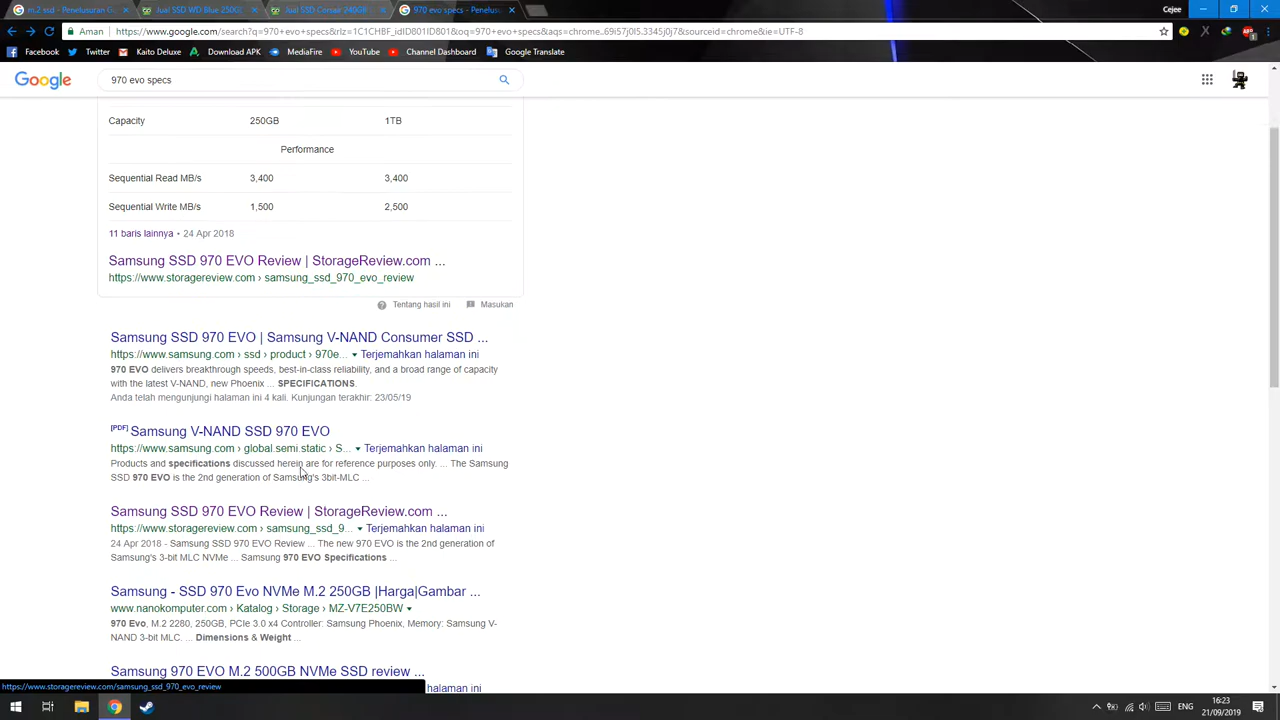 m.2 ssd - Penelusuran G
Jual SSD WD Blue 250G
Jual SSD Corsair 240GB
970 evo specs - Penelus
Cejee
Aman
https://www.google.com/search?q=970+evo+specs&rlz=1C1CHBF_idID801ID801&oq=970+evo+specs&aqs=chrome..69i57j0l5.3345j0j7&sourceid=chrome&ie=UTF-8
Facebook
Twitter
Kaito Deluxe
Download APK
MediaFire
YouTube
Channel Dashboard
Google Translate
Google
970 evo specs
Capacity 250GB 1TB
Performance
Sequential Read MB/s 3,400 3,400
Sequential Write MB/s 1,500 2,500
11 baris lainnya • 24 Apr 2018
Samsung SSD 970 EVO Review | StorageReview.com ...
https://www.storagereview.com › samsung_ssd_970_evo_review
Tentang hasil ini Masukan
Samsung SSD 970 EVO | Samsung V-NAND Consumer SSD ...
https://www.samsung.com › ssd › product › 970e... Terjemahkan halaman ini
970 EVO delivers breakthrough speeds, best-in-class reliability, and a broad range of capacity
with the latest V-NAND, new Phoenix ... SPECIFICATIONS.
Anda telah mengunjungi halaman ini 4 kali. Kunjungan terakhir: 23/05/19
[PDF] Samsung V-NAND SSD 970 EVO
https://www.samsung.com › global.semi.static › S... Terjemahkan halaman ini
Products and specifications discussed herein are for reference purposes only. ... The Samsung
SSD 970 EVO is the 2nd generation of Samsung's 3bit-MLC ...
Samsung SSD 970 EVO Review | StorageReview.com ...
https://www.storagereview.com › samsung_ssd_9... Terjemahkan halaman ini
24 Apr 2018 - Samsung SSD 970 EVO Review ... The new 970 EVO is the 2nd generation of
Samsung's 3-bit MLC NVMe ... Samsung 970 EVO Specifications ...
Samsung - SSD 970 Evo NVMe M.2 250GB |Harga|Gambar ...
www.nanokomputer.com › Katalog › Storage › MZ-V7E250BW
970 Evo, M.2 2280, 250GB, PCIe 3.0 x4 Controller: Samsung Phoenix, Memory: Samsung V-
NAND 3-bit MLC. ... Dimensions & Weight ...
Samsung 970 EVO M.2 500GB NVMe SSD review ...
halaman ini
https://www.storagereview.com/samsung_ssd_970_evo_review
ENG
16:23
21/09/2019